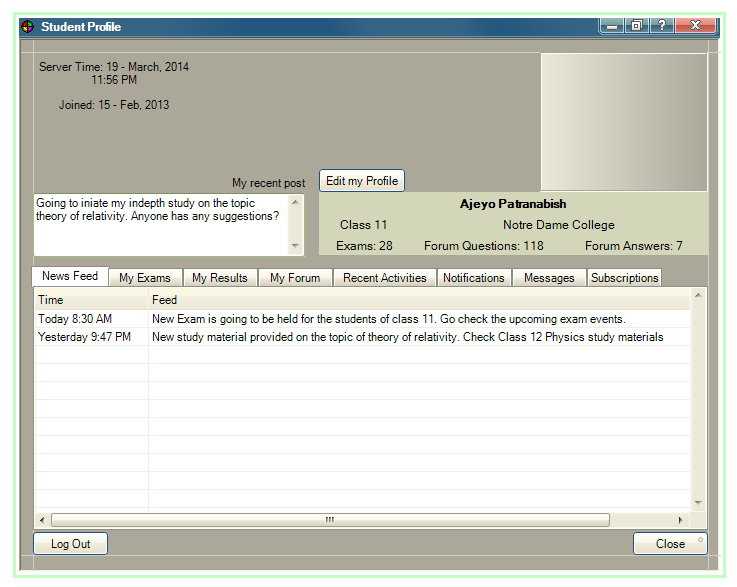 Student Profile
Server Time: 19 - March, 2014
11:56 PM
Joined: 15 - Feb, 2013
My recent post
Edit my Profile
Going to iniate my indepth study on the topic
theory of relativity. Anyone has any suggestions?
Ajeyo Patranabish
Class 11 Notre Dame College
Exams: 28 Forum Questions: 118 Forum Answers: 7
News Feed My Exams My Results My Forum Recent Activities Notifications Messages Subscriptions
Time Feed
Today 8:30 AM New Exam is going to be held for the students of class 11. Go check the upcoming exam events.
Yesterday 9:47 PM New study material provided on the topic of theory of relativity. Check Class 12 Physics study materials
Log Out Close